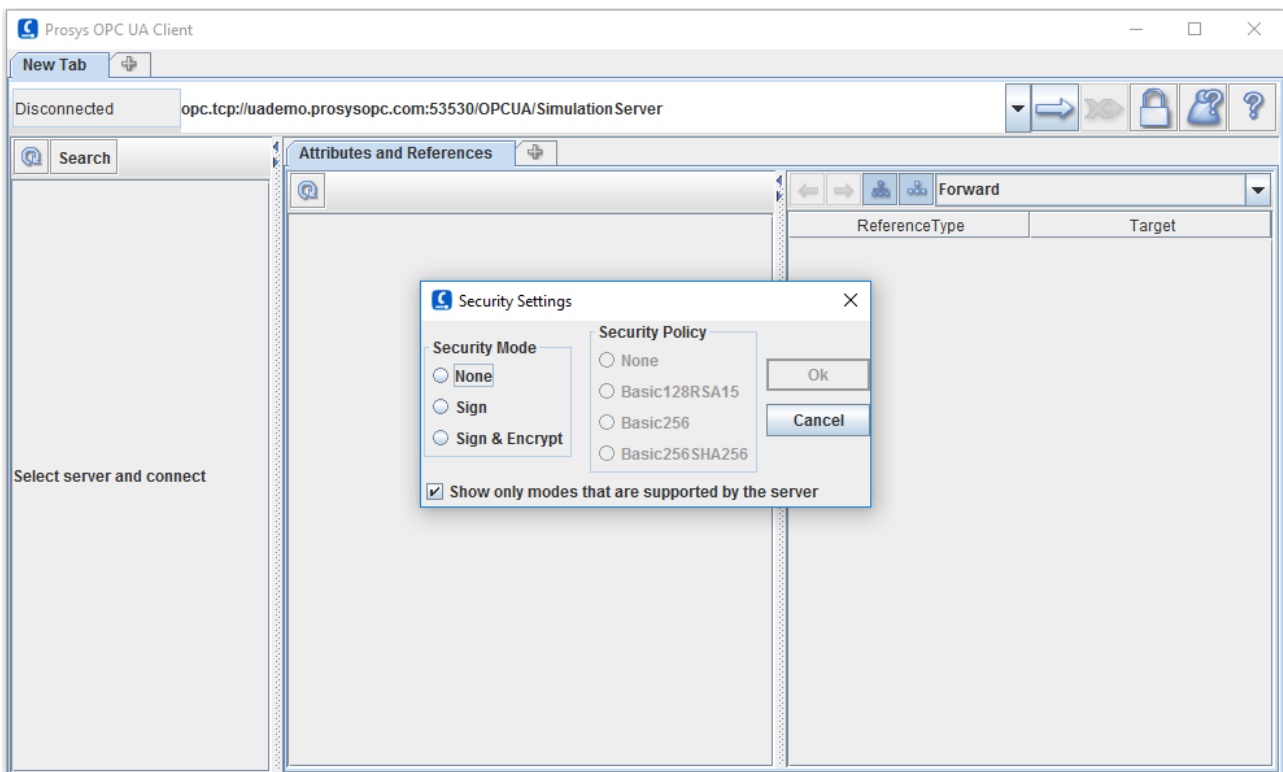 Prosys OPC UA Client
New Tab
Disconnected opc.tcp://uademo.prosysopc.com:53530/OPCUA/SimulationServer
Search
Attributes and References
Forward
ReferenceType Target
Select server and connect
Security Settings
Security Mode
None
Sign
Sign & Encrypt
Security Policy
None
Basic128RSA15
Basic256
Basic256SHA256
Ok
Cancel
Show only modes that are supported by the server